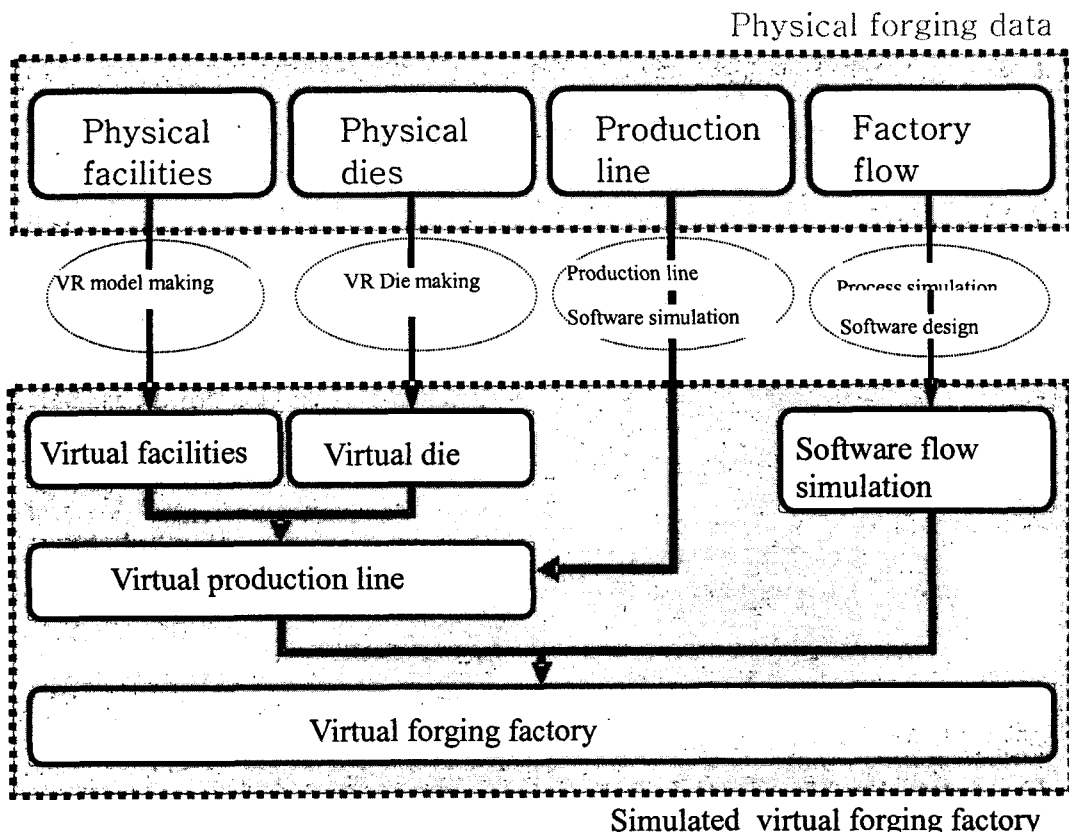 Physical forging data
Physical
facilities
Physical
dies
Production
line
Factory
flow
VR model making
VR Die making
Production line
Software simulation
Process simulation
Software design
Virtual facilities
Virtual die
Software flow
simulation
Virtual production line
Virtual forging factory
Simulated virtual forging factory